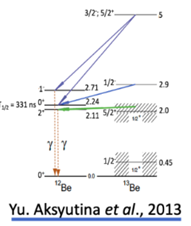 3/2⁻; 5/2⁺ 5
1⁻ 2.71 1/2⁻ 2.9
T₁/₂ = 331 ns 0⁺ 2.24
2⁺ 2.11 5/2⁺ 2.0
1/2⁺
γ γ
1/2⁻ 0.45
1/2⁺
0⁺ 0.0
¹²Be ¹³Be
Yu. Aksyutina et al., 2013